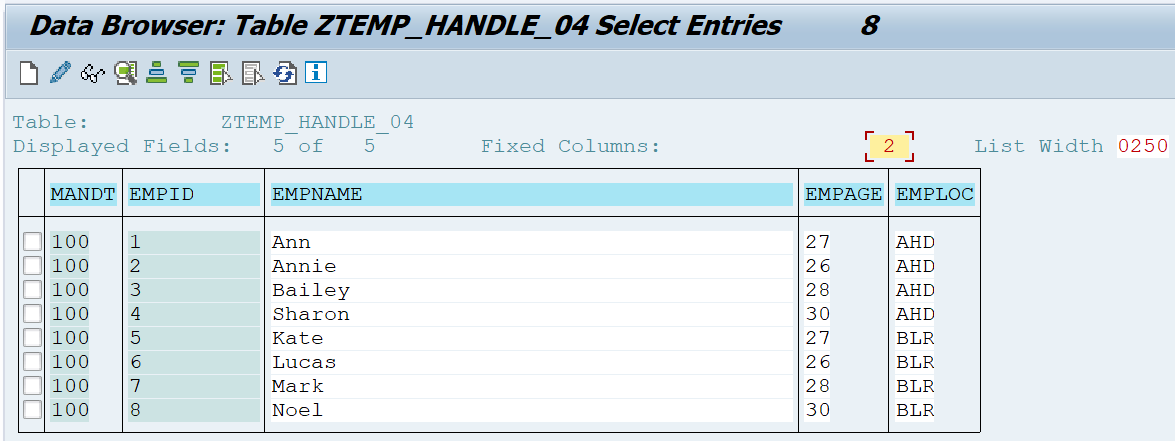 Data Browser: Table ZTEMP_HANDLE_04 Select Entries 8
Table: ZTEMP_HANDLE_04
Displayed Fields: 5 of 5 Fixed Columns: 2 List Width 0250
MANDT EMPID EMPNAME EMPAGE EMPLOC
100 1 Ann 27 AHD
100 2 Annie 26 AHD
100 3 Bailey 28 AHD
100 4 Sharon 30 AHD
100 5 Kate 27 BLR
100 6 Lucas 26 BLR
100 7 Mark 28 BLR
100 8 Noel 30 BLR